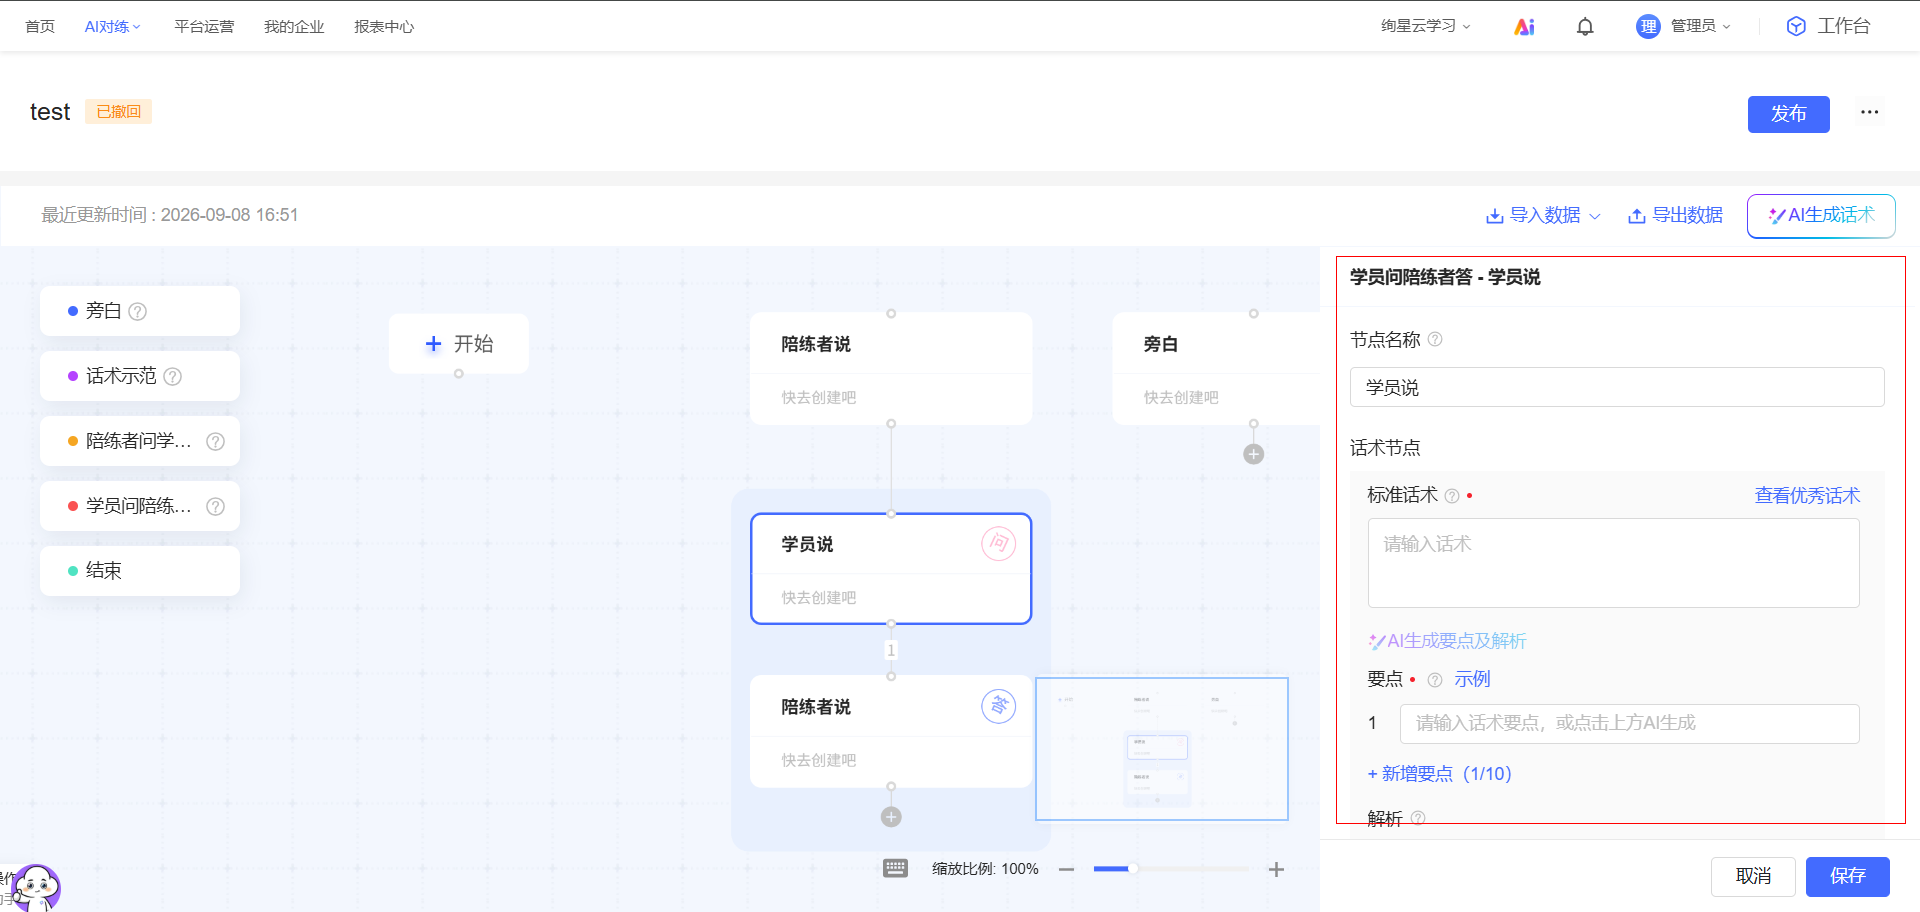 首页 AI对练 平台运营 我的企业 报表中心 绚星云学习 Ai 理 管理员 工作台
test 已撤回 发布 ...
最近更新时间 : 2026-09-08 16:51 导入数据 导出数据 AI生成话术
旁白
话术示范
陪练者问学...
学员问陪练...
结束
+ 开始
陪练者说
快去创建吧
旁白
快去创建吧
学员说 问
快去创建吧
1
陪练者说 答
快去创建吧
缩放比例: 100%
学员问陪练者答 - 学员说
节点名称
学员说
话术节点
标准话术 查看优秀话术
请输入话术
AI生成要点及解析
要点 示例
1 请输入话术要点，或点击上方AI生成
+ 新增要点（1/10）
解析
取消 保存